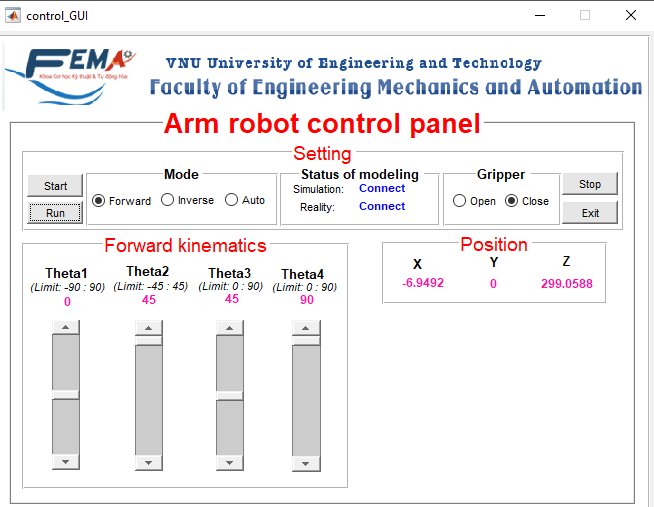 control_GUI
FEMA
Khoa Cơ học Kỹ thuật & Tự động hóa
VNU University of Engineering and Technology
Faculty of Engineering Mechanics and Automation
Arm robot control panel
Setting
Start
Run
Mode
Forward
Inverse
Auto
Status of modeling
Simulation: Connect
Reality: Connect
Gripper
Open
Close
Stop
Exit
Forward kinematics
Theta1
(Limit: -90 : 90)
0
Theta2
(Limit: -45 : 45)
45
Theta3
(Limit: 0 : 90)
45
Theta4
(Limit: 0 : 90)
90
Position
X Y Z
-6.9492 0 299.0588